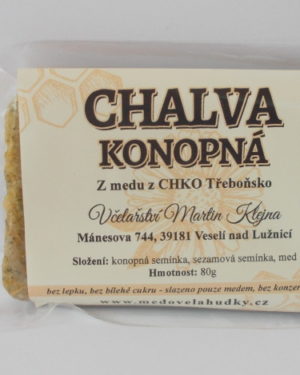 CHALVA
KONOPNÁ
Z medu z CHKO Třeboňsko
Včelařství Martin Klejna
Mánesova 744, 39181 Veselí nad Lužnicí
Složení: konopná semínka, sezamová semínka, med
Hmotnost: 80g
bez lepku, bez bílého cukru - slazeno pouze medem, bez
www.medovelahudky.cz